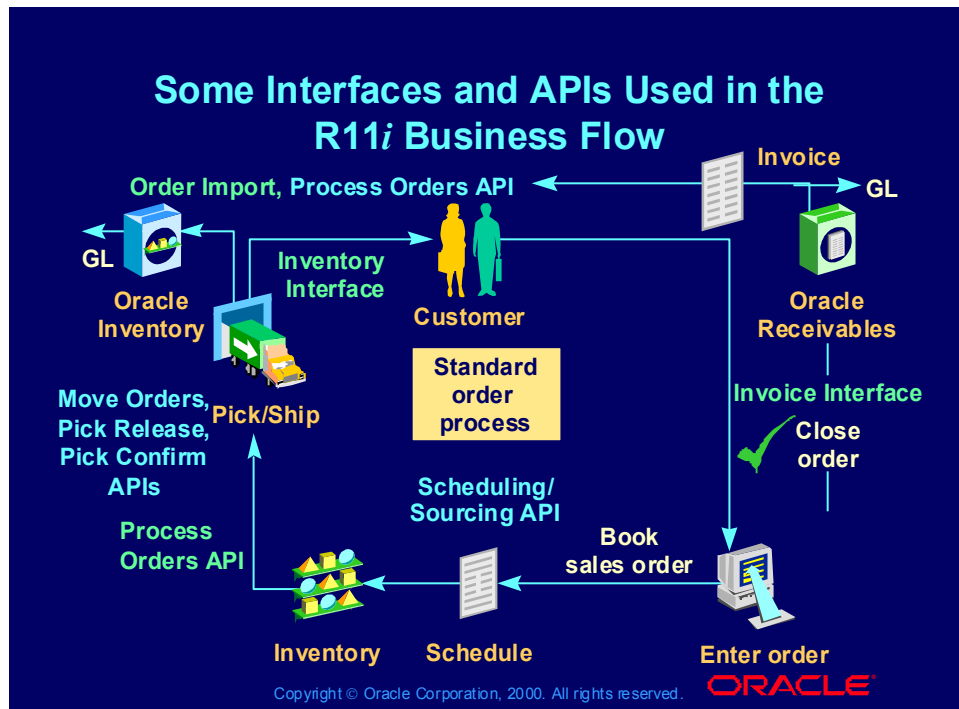 Some Interfaces and APIs Used in the
R11i Business Flow
Invoice
Order Import, Process Orders API
GL
GL
Inventory
Interface
Oracle
Inventory
Customer
Oracle
Receivables
Standard
order
process
Move Orders,
Pick Release,
Pick Confirm
APIs
Pick/Ship
Invoice Interface
Close
order
Scheduling/
Sourcing API
Process
Orders API
Book
sales order
Inventory
Schedule
Enter order
Copyright © Oracle Corporation, 2000. All rights reserved.
ORACLE®